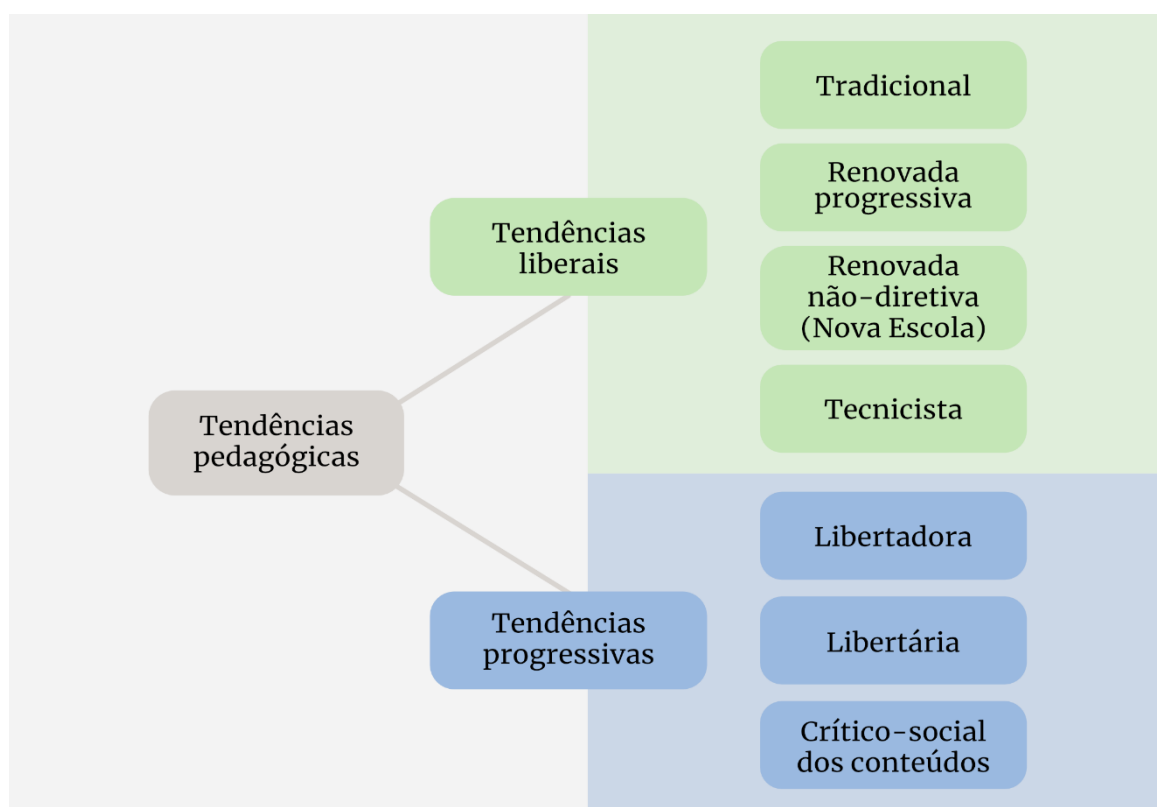 Tradicional
Renovada
progressiva
Tendências
liberais
Renovada
não-diretiva
(Nova Escola)
Tecnicista
Tendências
pedagógicas
Libertadora
Tendências
progressivas
Libertária
Crítico-social
dos conteúdos